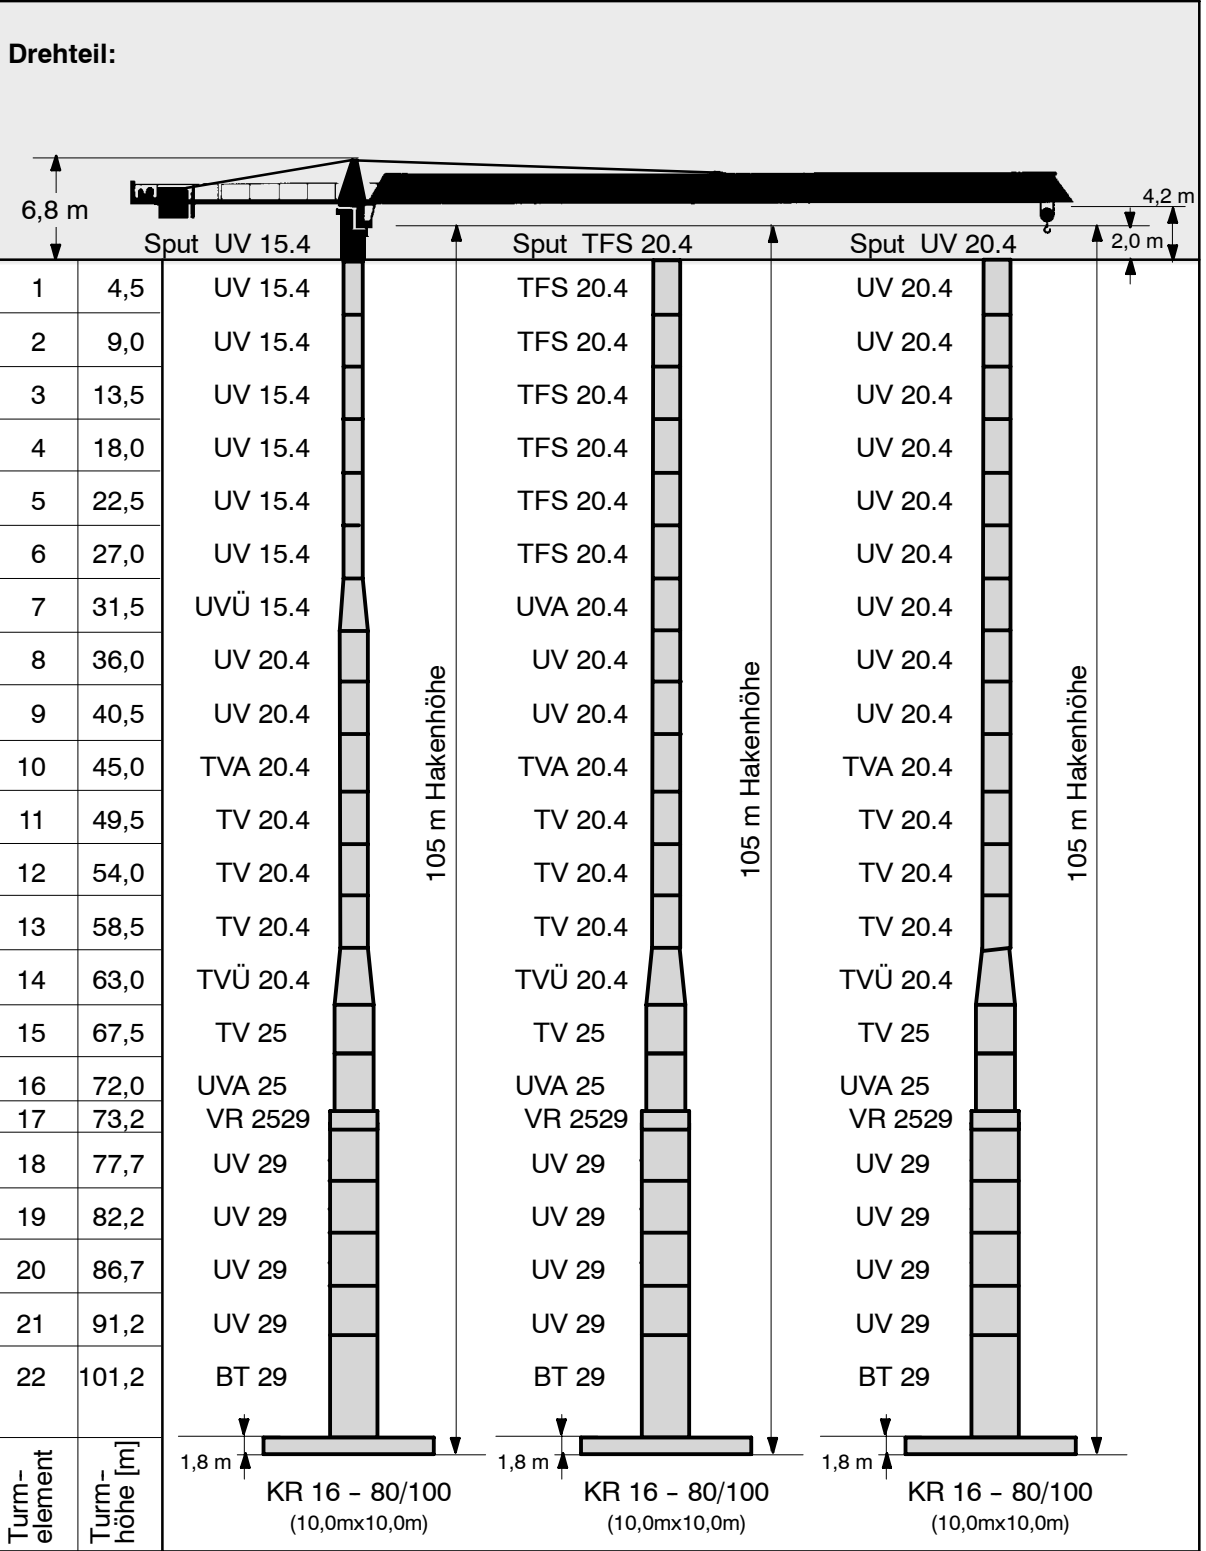 Drehteil:
6,8 m
4,2 m
2,0 m
Sput UV 15.4 Sput TFS 20.4 Sput UV 20.4
1 4,5 UV 15.4 TFS 20.4 UV 20.4
2 9,0 UV 15.4 TFS 20.4 UV 20.4
3 13,5 UV 15.4 TFS 20.4 UV 20.4
4 18,0 UV 15.4 TFS 20.4 UV 20.4
5 22,5 UV 15.4 TFS 20.4 UV 20.4
6 27,0 UV 15.4 TFS 20.4 UV 20.4
7 31,5 UVÜ 15.4 UVA 20.4 UV 20.4
8 36,0 UV 20.4 UV 20.4 UV 20.4
9 40,5 UV 20.4 UV 20.4 UV 20.4
10 45,0 TVA 20.4 TVA 20.4 TVA 20.4
11 49,5 TV 20.4 TV 20.4 TV 20.4
12 54,0 TV 20.4 TV 20.4 TV 20.4
13 58,5 TV 20.4 TV 20.4 TV 20.4
14 63,0 TVÜ 20.4 TVÜ 20.4 TVÜ 20.4
15 67,5 TV 25 TV 25 TV 25
16 72,0 UVA 25 UVA 25 UVA 25
17 73,2 VR 2529 VR 2529 VR 2529
18 77,7 UV 29 UV 29 UV 29
19 82,2 UV 29 UV 29 UV 29
20 86,7 UV 29 UV 29 UV 29
21 91,2 UV 29 UV 29 UV 29
22 101,2 BT 29 BT 29 BT 29
105 m Hakenhöhe
105 m Hakenhöhe
105 m Hakenhöhe
Turm-
element
Turm-
höhe [m]
1,8 m 1,8 m 1,8 m
KR 16 - 80/100 KR 16 - 80/100 KR 16 - 80/100
(10,0mx10,0m) (10,0mx10,0m) (10,0mx10,0m)